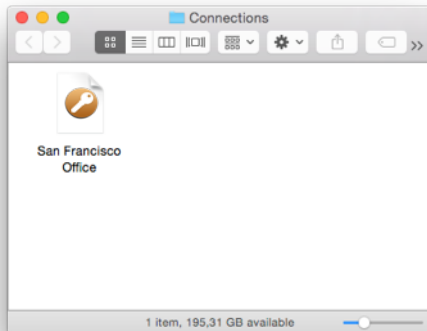 Connections
San Francisco
Office
1 item, 195,31 GB available